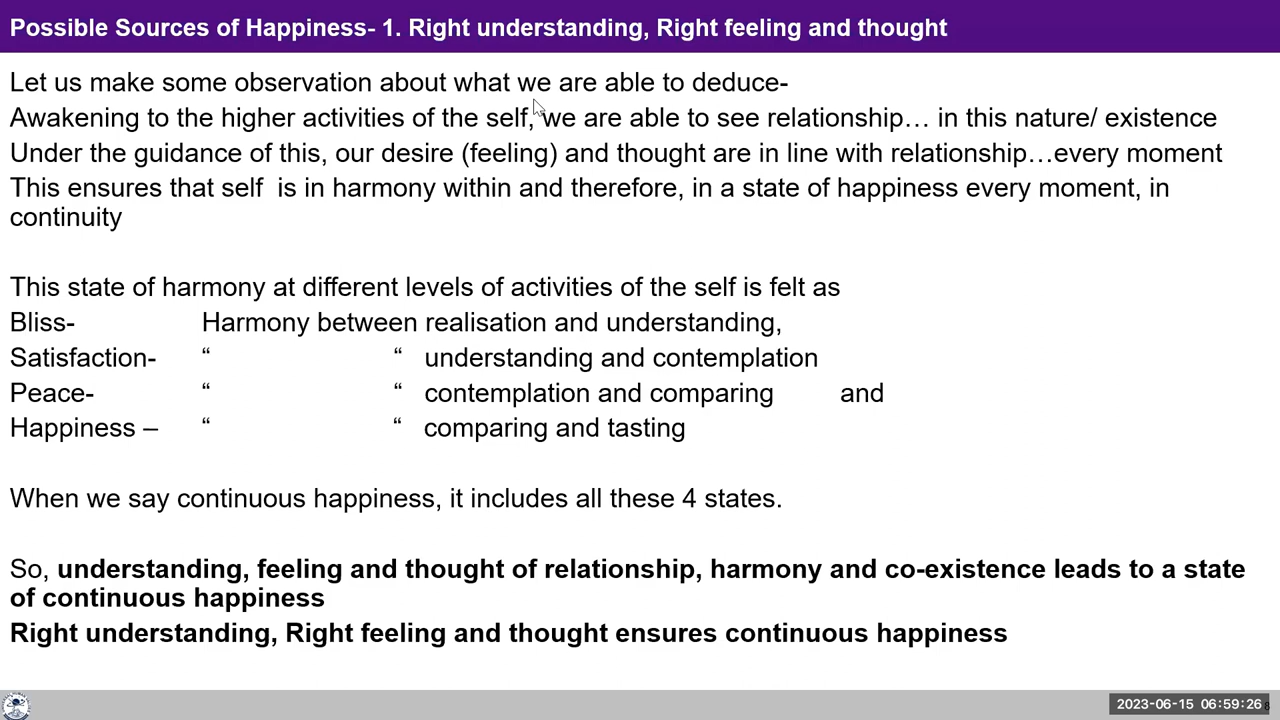 Possible Sources of Happiness- 1. Right understanding, Right feeling and thought
Let us make some observation about what we are able to deduce-
Awakening to the higher activities of the self, we are able to see relationship… in this nature/ existence
Under the guidance of this, our desire (feeling) and thought are in line with relationship…every moment
This ensures that self  is in harmony within and therefore, in a state of happiness every moment, in
continuity
This state of harmony at different levels of activities of the self is felt as
Bliss- Harmony between realisation and understanding,
Satisfaction- “ “ understanding and contemplation
Peace- “ “ contemplation and comparing and
Happiness – “ “ comparing and tasting
When we say continuous happiness, it includes all these 4 states.
So, understanding, feeling and thought of relationship, harmony and co-existence leads to a state
of continuous happiness
Right understanding, Right feeling and thought ensures continuous happiness
2023-06-15 06:59:26 8